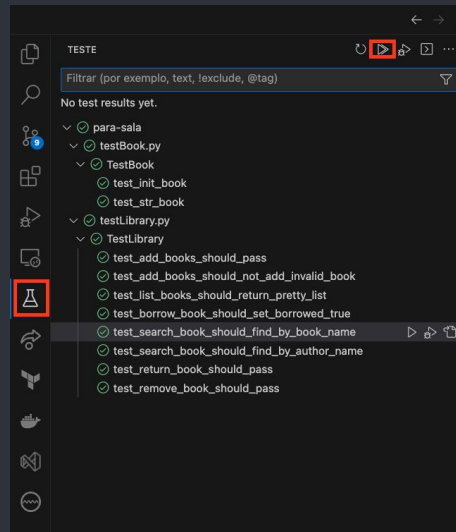 TESTE
Filtrar (por exemplo, text, !exclude, @tag)
No test results yet.
para-sala
testBook.py
TestBook
test_init_book
test_str_book
testLibrary.py
TestLibrary
test_add_books_should_pass
test_add_books_should_not_add_invalid_book
test_list_books_should_return_pretty_list
test_borrow_book_should_set_borrowed_true
test_search_book_should_find_by_book_name
test_search_book_should_find_by_author_name
test_return_book_should_pass
test_remove_book_should_pass
9